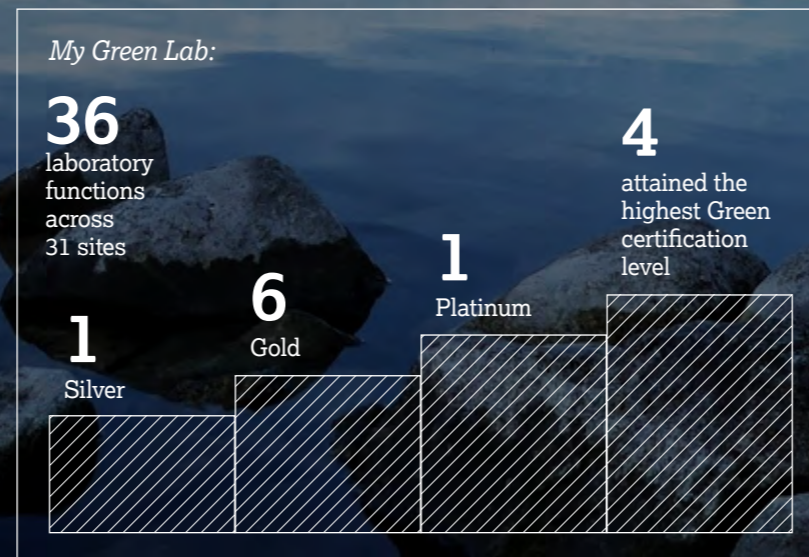 My Green Lab:
36
laboratory
functions
across
31 sites
1
Silver
6
Gold
1
Platinum
4
attained the
highest Green
certification
level